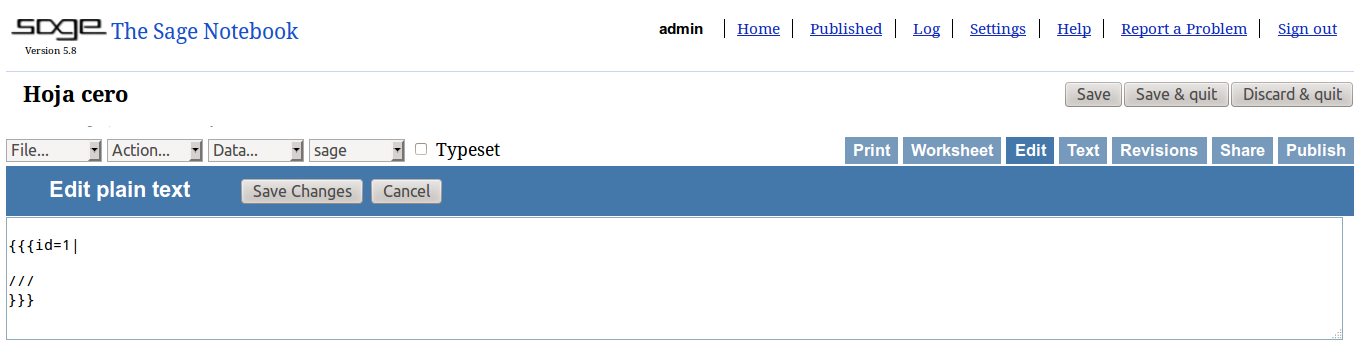 sage The Sage Notebook
Version 5.8
admin Home Published Log Settings Help Report a Problem Sign out
Hoja cero
Save Save & quit Discard & quit
File... Action... Data... sage Typeset
Print Worksheet Edit Text Revisions Share Publish
Edit plain text Save Changes Cancel
{{{id=1|
///
}}}